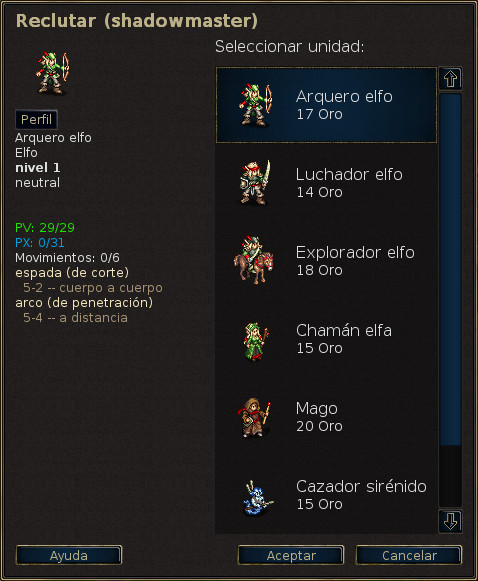 Reclutar (shadowmaster)
Seleccionar unidad:
Perfil
Arquero elfo
Elfo
nivel 1
neutral
PV: 29/29
PX: 0/31
Movimientos: 0/6
espada (de corte)
5-2 -- cuerpo a cuerpo
arco (de penetración)
5-4 -- a distancia
Arquero elfo
17 Oro
Luchador elfo
14 Oro
Explorador elfo
18 Oro
Chamán elfa
15 Oro
Mago
20 Oro
Cazador sirénido
15 Oro
Ayuda
Aceptar
Cancelar